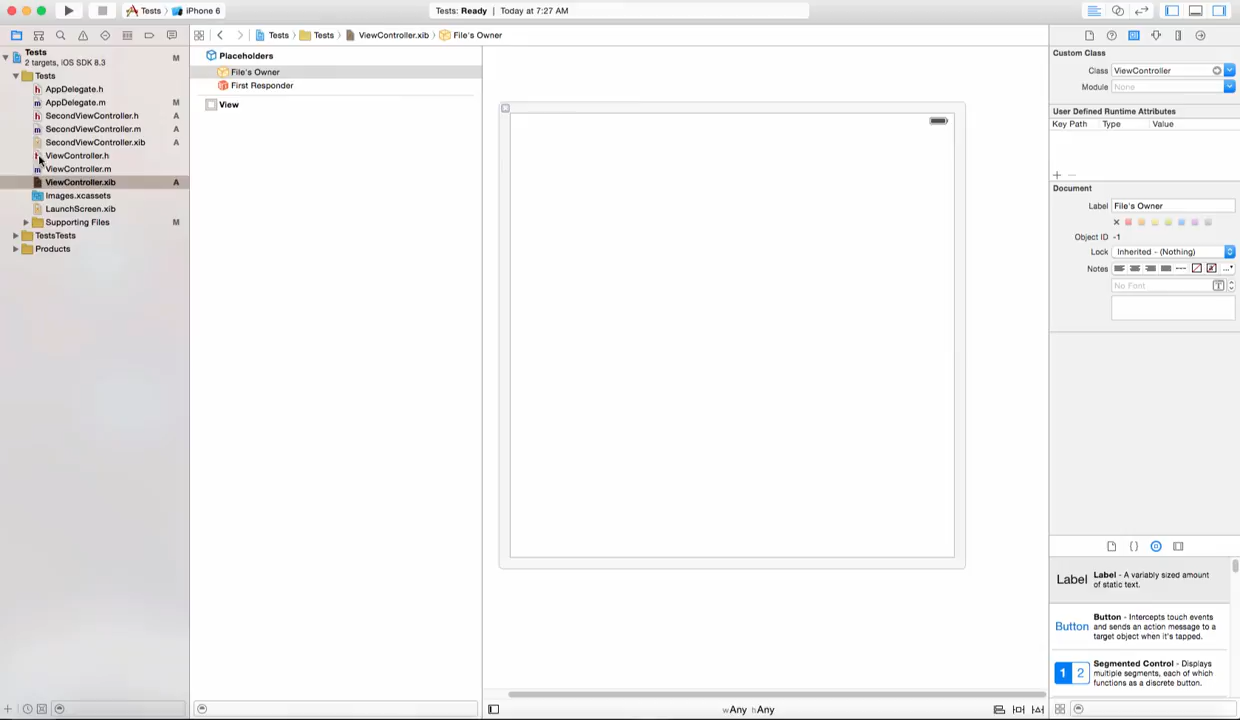 Tests iPhone 6
Tests: Ready | Today at 7:27 AM
Tests Tests ViewController.xib File's Owner
Tests
2 targets, iOS SDK 8.3
M
Tests
AppDelegate.h
AppDelegate.m M
SecondViewController.h A
SecondViewController.m A
SecondViewController.xib A
ViewController.h
ViewController.m
ViewController.xib A
Images.xcassets
LaunchScreen.xib
Supporting Files M
TestsTests
Products
Placeholders
File's Owner
First Responder
View
wAny hAny
Custom Class
Class ViewController
Module None
User Defined Runtime Attributes
Key Path Type Value
Document
Label File's Owner
Object ID -1
Lock Inherited - (Nothing)
Notes
No Font
Label
Label - A variably sized amount
of static text.
Button
Button - Intercepts touch events
and sends an action message to a
target object when it's tapped.
1 2
Segmented Control - Displays
multiple segments, each of which
functions as a discrete button.